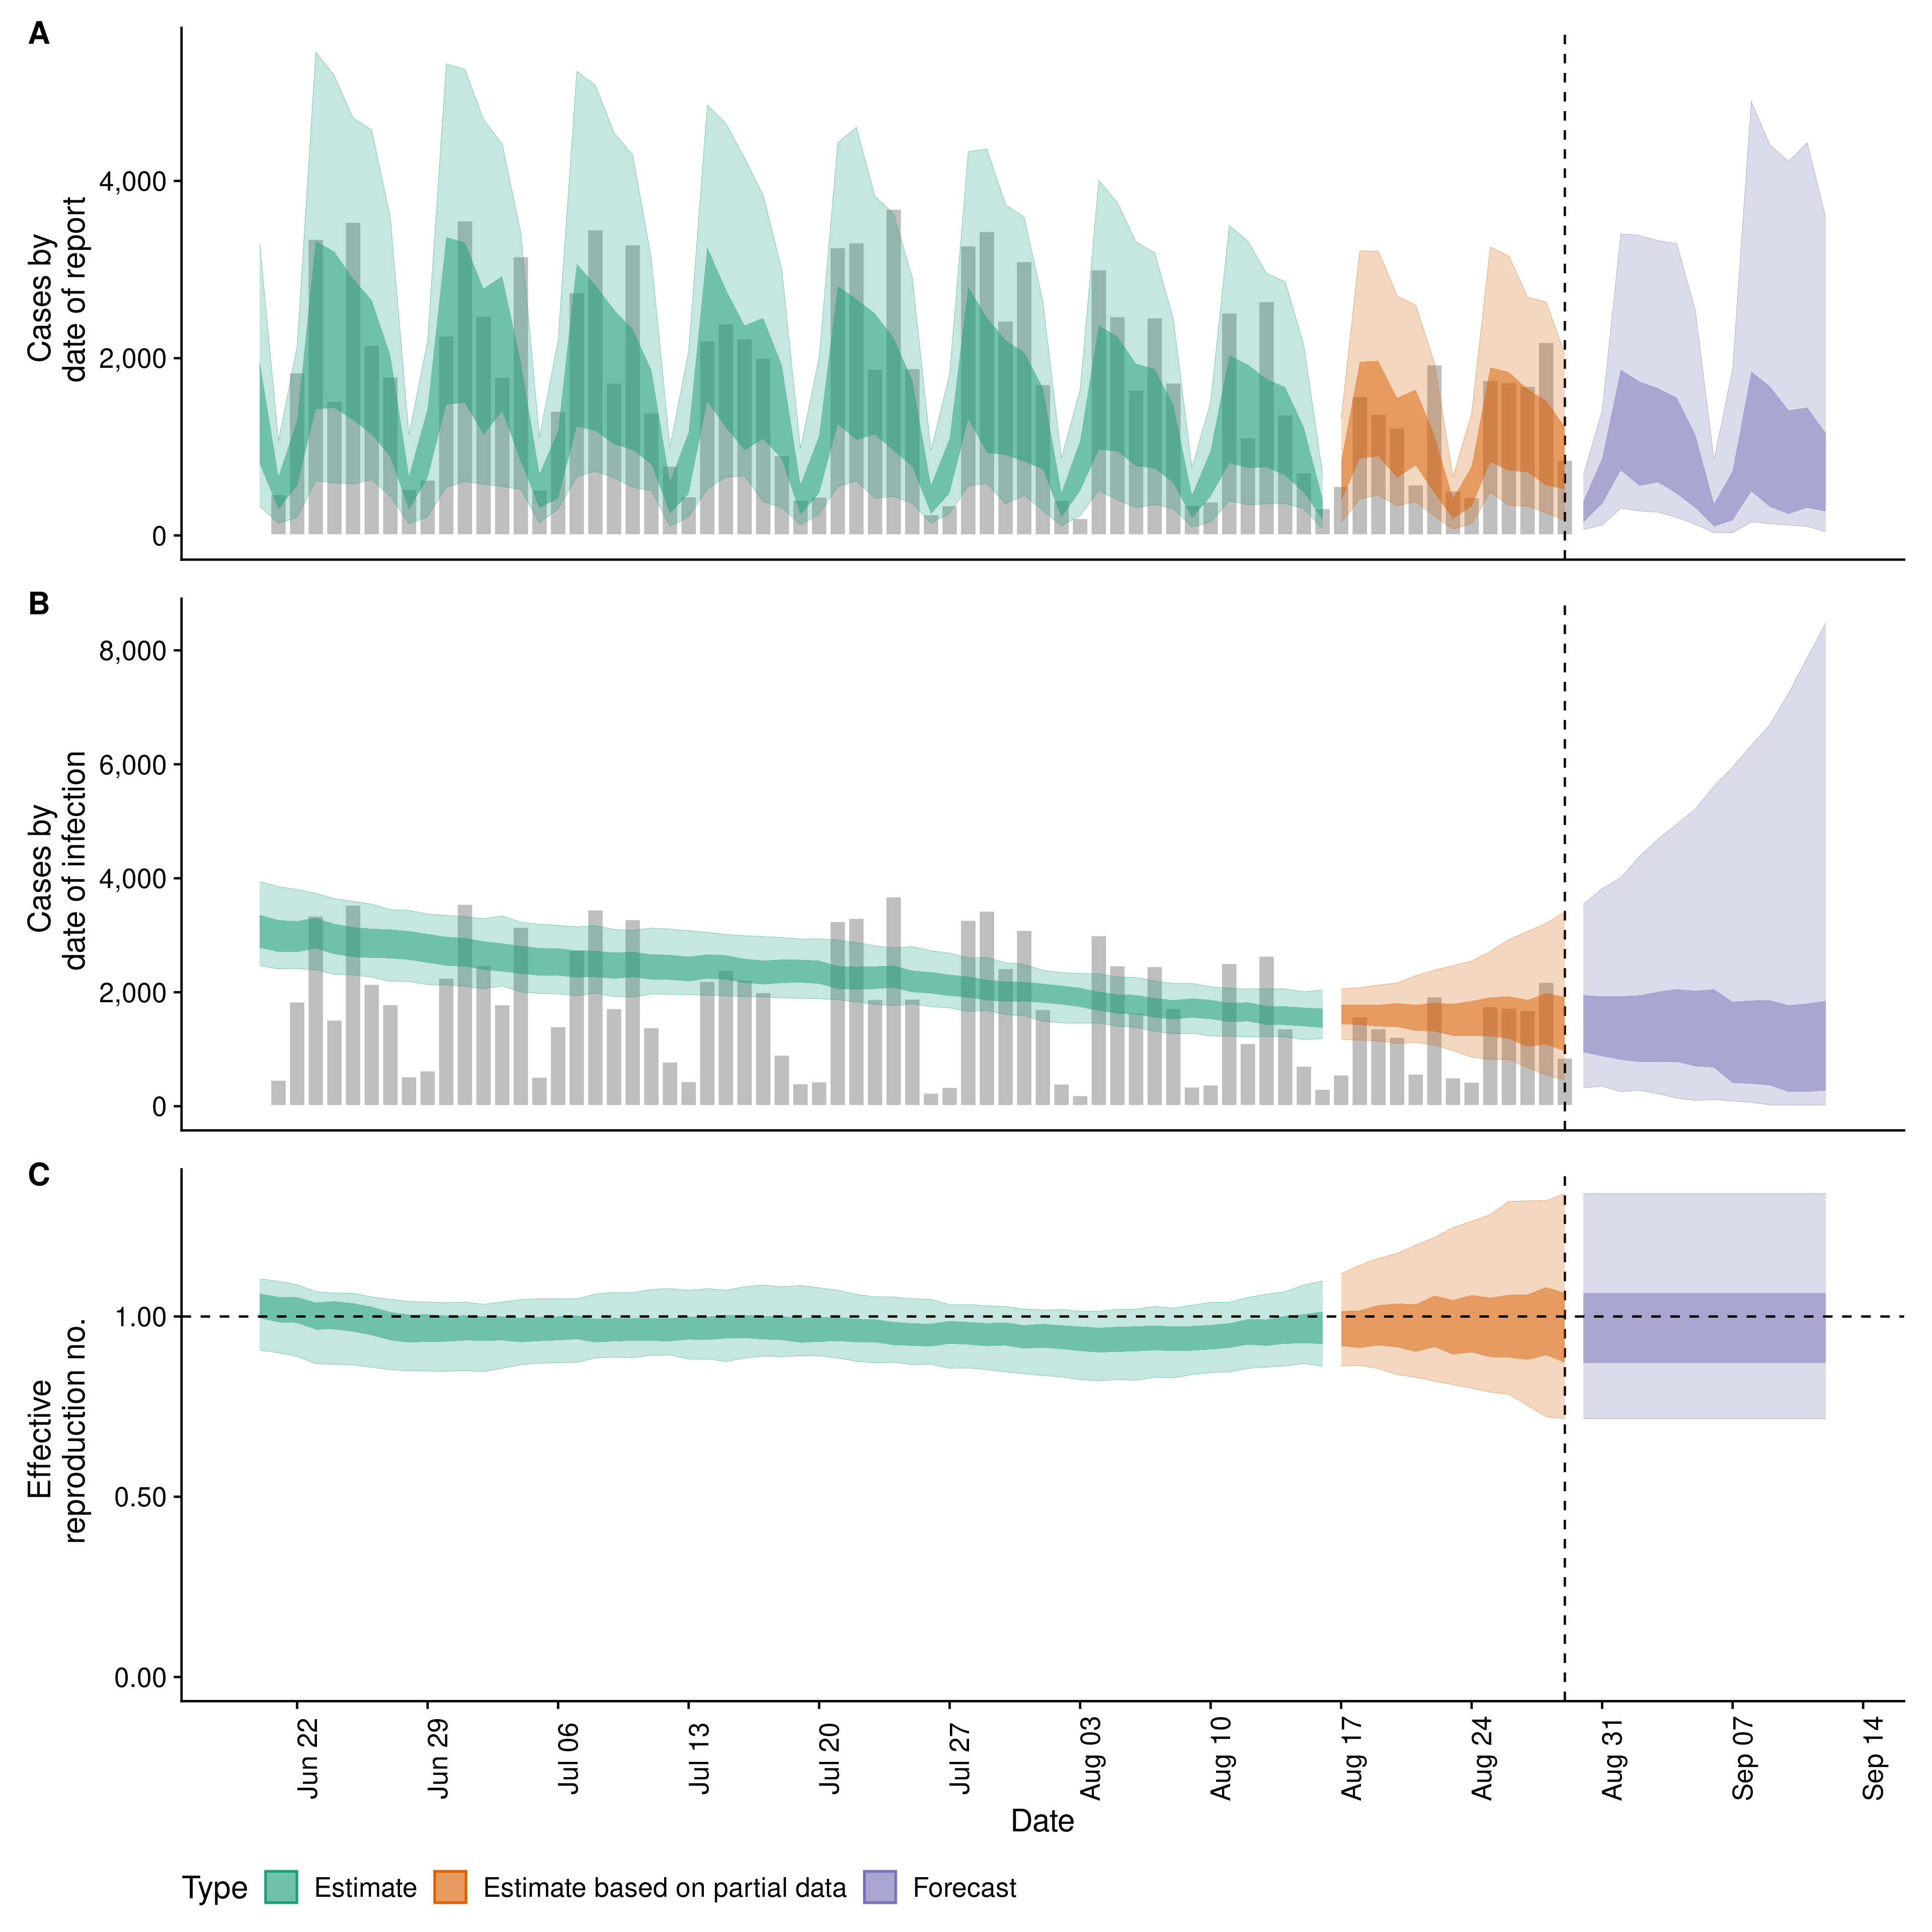 A
Cases by
date of report
4,000
2,000
0
B
Cases by
date of infection
8,000
6,000
4,000
2,000
0
C
Effective
reproduction no.
1.00
0.50
0.00
Jun 22
Jun 29
Jul 06
Jul 13
Jul 20
Jul 27
Aug 03
Aug 10
Aug 17
Aug 24
Aug 31
Sep 07
Sep 14
Date
Type Estimate Estimate based on partial data Forecast